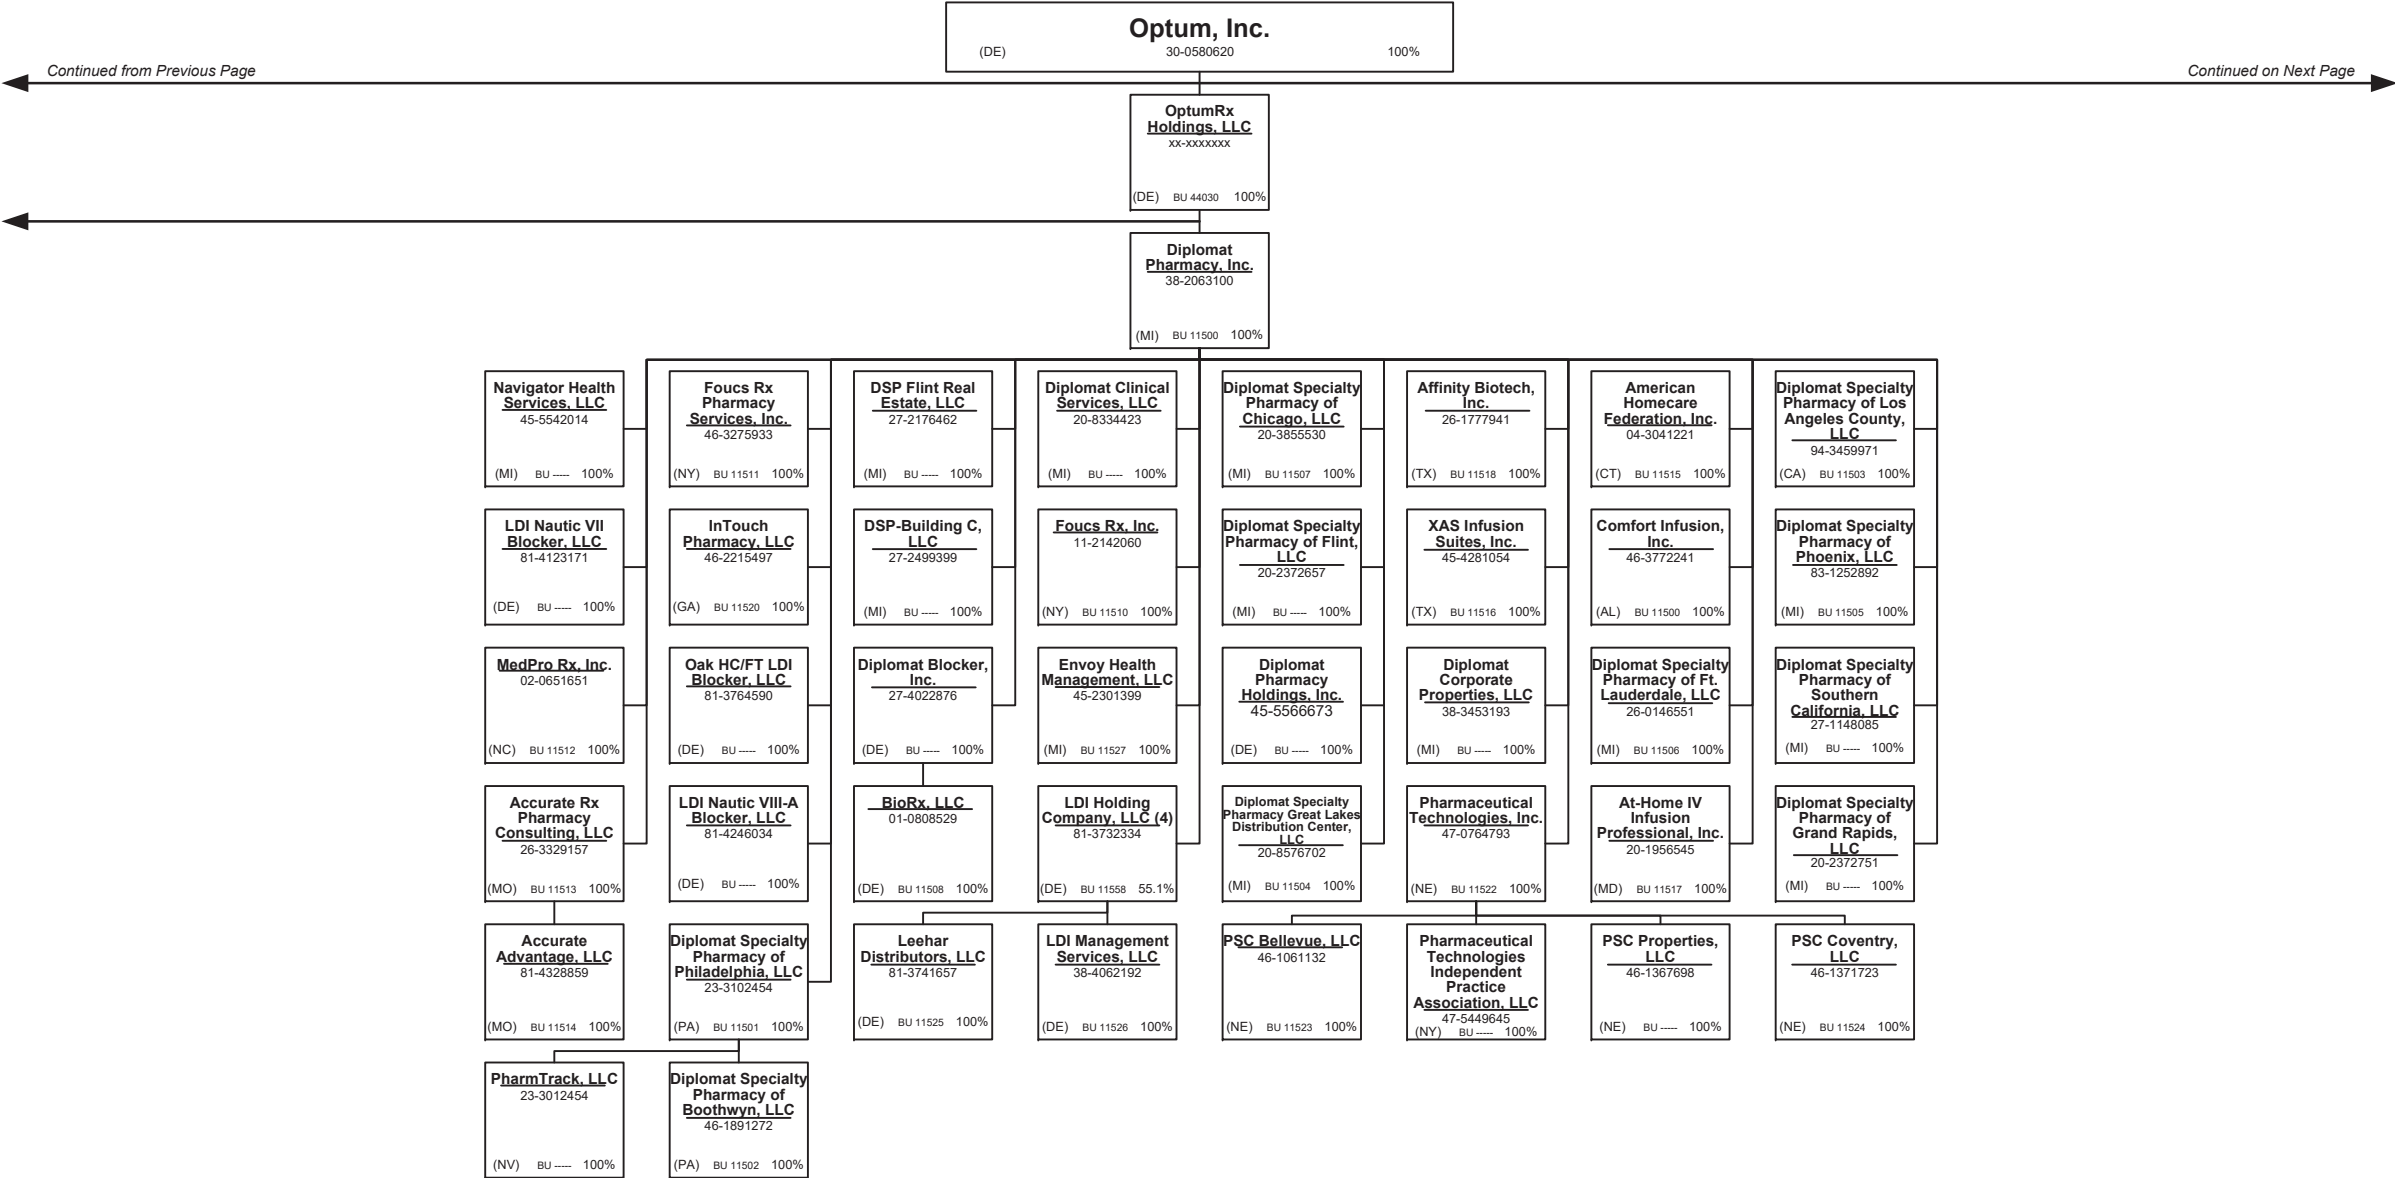 Optum, Inc.
(DE) 30-0580620 100%
Continued from Previous Page
Continued on Next Page
OptumRx
Holdings, LLC
xx-xxxxxxx
(DE) BU 44030 100%
Diplomat
Pharmacy, Inc.
38-2063100
(MI) BU 11500 100%
Navigator Health
Services, LLC
45-5542014
(MI) BU ----- 100%
Foucs Rx
Pharmacy
Services, Inc.
46-3275933
(NY) BU 11511 100%
DSP Flint Real
Estate, LLC
27-2176462
(MI) BU ----- 100%
Diplomat Clinical
Services, LLC
20-8334423
(MI) BU ----- 100%
Diplomat Specialty
Pharmacy of
Chicago, LLC
20-3855530
(MI) BU 11507 100%
Affinity Biotech,
Inc.
26-1777941
(TX) BU 11518 100%
American
Homecare
Federation, Inc.
04-3041221
(CT) BU 11515 100%
Diplomat Specialty
Pharmacy of Los
Angeles County,
LLC
94-3459971
(CA) BU 11503 100%
LDI Nautic VII
Blocker, LLC
81-4123171
(DE) BU ----- 100%
InTouch
Pharmacy, LLC
46-2215497
(GA) BU 11520 100%
DSP-Building C,
LLC
27-2499399
(MI) BU ----- 100%
Foucs Rx, Inc.
11-2142060
(NY) BU 11510 100%
Diplomat Specialty
Pharmacy of Flint,
LLC
20-2372657
(MI) BU ----- 100%
XAS Infusion
Suites, Inc.
45-4281054
(TX) BU 11516 100%
Comfort Infusion,
Inc.
46-3772241
(AL) BU 11500 100%
Diplomat Specialty
Pharmacy of
Phoenix, LLC
83-1252892
(MI) BU 11505 100%
MedPro Rx, Inc.
02-0651651
(NC) BU 11512 100%
Oak HC/FT LDI
Blocker, LLC
81-3764590
(DE) BU ----- 100%
Diplomat Blocker,
Inc.
27-4022876
(DE) BU ----- 100%
Envoy Health
Management, LLC
45-2301399
(MI) BU 11527 100%
Diplomat
Pharmacy
Holdings, Inc.
45-5566673
(DE) BU ----- 100%
Diplomat
Corporate
Properties, LLC
38-3453193
(MI) BU ----- 100%
Diplomat Specialty
Pharmacy of Ft.
Lauderdale, LLC
26-0146551
(MI) BU 11506 100%
Diplomat Specialty
Pharmacy of
Southern
California, LLC
27-1148085
(MI) BU ----- 100%
Accurate Rx
Pharmacy
Consulting, LLC
26-3329157
(MO) BU 11513 100%
LDI Nautic VIII-A
Blocker, LLC
81-4246034
(DE) BU ----- 100%
BioRx, LLC
01-0808529
(DE) BU 11508 100%
LDI Holding
Company, LLC (4)
81-3732334
(DE) BU 11558 55.1%
Diplomat Specialty
Pharmacy Great Lakes
Distribution Center,
LLC
20-8576702
(MI) BU 11504 100%
Pharmaceutical
Technologies, Inc.
47-0764793
(NE) BU 11522 100%
At-Home IV
Infusion
Professional, Inc.
20-1956545
(MD) BU 11517 100%
Diplomat Specialty
Pharmacy of
Grand Rapids,
LLC
20-2372751
(MI) BU ----- 100%
Accurate
Advantage, LLC
81-4328859
(MO) BU 11514 100%
Diplomat Specialty
Pharmacy of
Philadelphia, LLC
23-3102454
(PA) BU 11501 100%
Leehar
Distributors, LLC
81-3741657
(DE) BU 11525 100%
LDI Management
Services, LLC
38-4062192
(DE) BU 11526 100%
PSC Bellevue, LLC
46-1061132
(NE) BU 11523 100%
Pharmaceutical
Technologies
Independent
Practice
Association, LLC
47-5449645
(NY) BU ----- 100%
PSC Properties,
LLC
46-1367698
(NE) BU ----- 100%
PSC Coventry,
LLC
46-1371723
(NE) BU 11524 100%
PharmTrack, LLC
23-3012454
(NV) BU ----- 100%
Diplomat Specialty
Pharmacy of
Boothwyn, LLC
46-1891272
(PA) BU 11502 100%